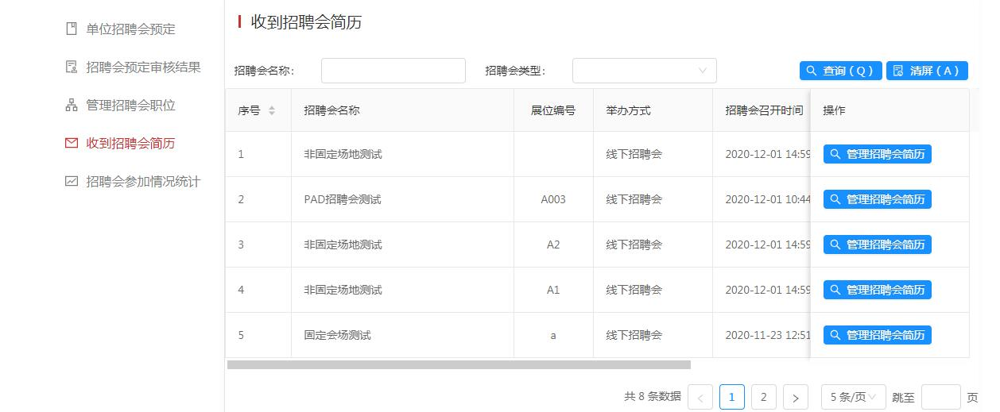 单位招聘会预定
招聘会预定审核结果
管理招聘会职位
收到招聘会简历
招聘会参加情况统计
收到招聘会简历
招聘会名称: 招聘会类型: 查询 ( Q ) 清屏 ( A )
序号 招聘会名称 展位编号 举办方式 招聘会召开时间 操作
1 非固定场地测试 线下招聘会 2020-12-01 14:59 管理招聘会简历
2 PAD招聘会测试 A003 线下招聘会 2020-12-01 10:44 管理招聘会简历
3 非固定场地测试 A2 线下招聘会 2020-12-01 14:59 管理招聘会简历
4 非固定场地测试 A1 线下招聘会 2020-12-01 14:59 管理招聘会简历
5 固定会场测试 a 线下招聘会 2020-11-23 12:51 管理招聘会简历
共 8 条数据 < 1 2 > 5 条/页 跳至 页